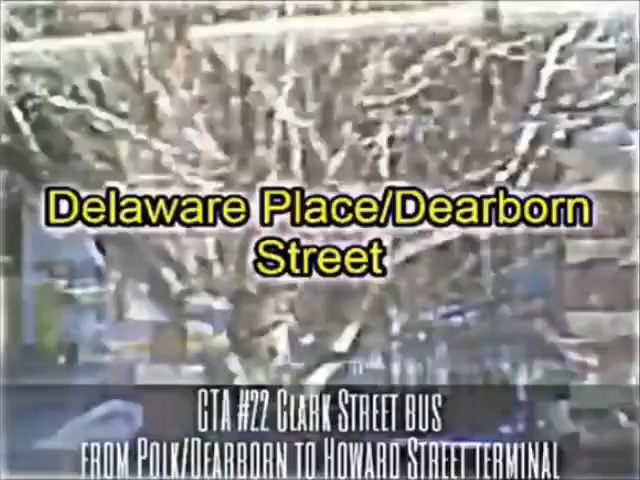 Delaware Place/Dearborn
Street
CTA #22 Clark Street bus
from Polk/Dearborn to Howard Street terminal